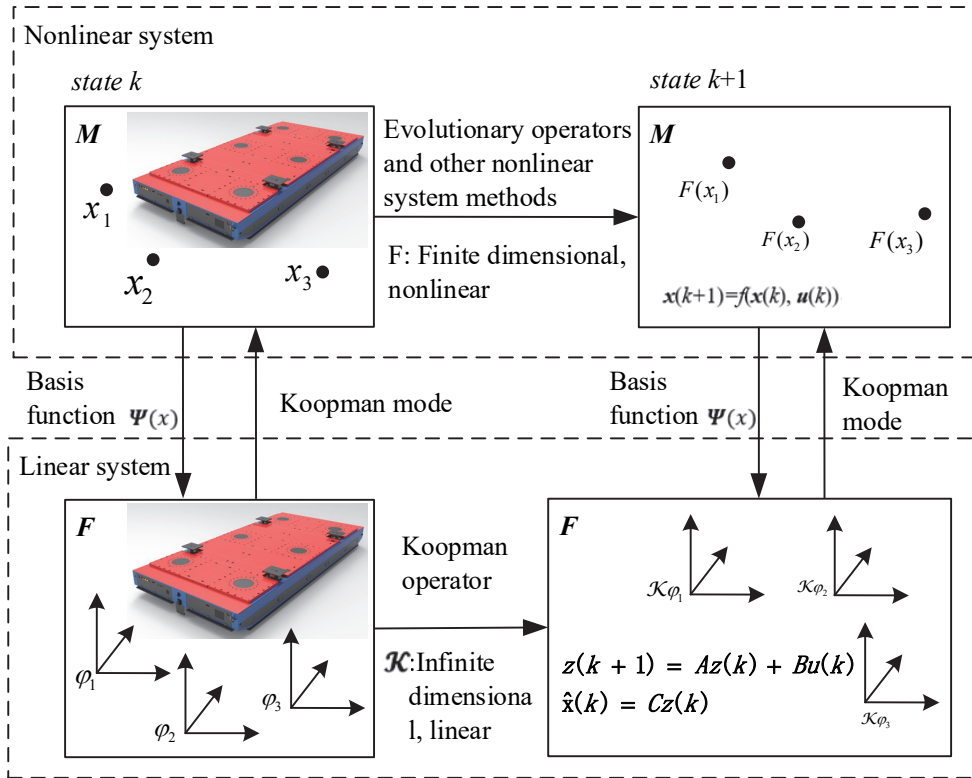 Nonlinear system
state k
state k+1
M
x1
x2
x3
Evolutionary operators
and other nonlinear
system methods
F: Finite dimensional,
nonlinear
M
F(x1)
F(x2)
F(x3)
x(k+1)=f(x(k), u(k))
Basis
function Ψ(x)
Koopman mode
Basis
function Ψ(x)
Koopman
mode
Linear system
F
φ1
φ2
φ3
Koopman
operator
𝒦:Infinite
dimensiona
l, linear
F
𝒦φ1
𝒦φ2
z(k + 1) = Az(k) + Bu(k)
x̂(k) = Cz(k)
𝒦φ3